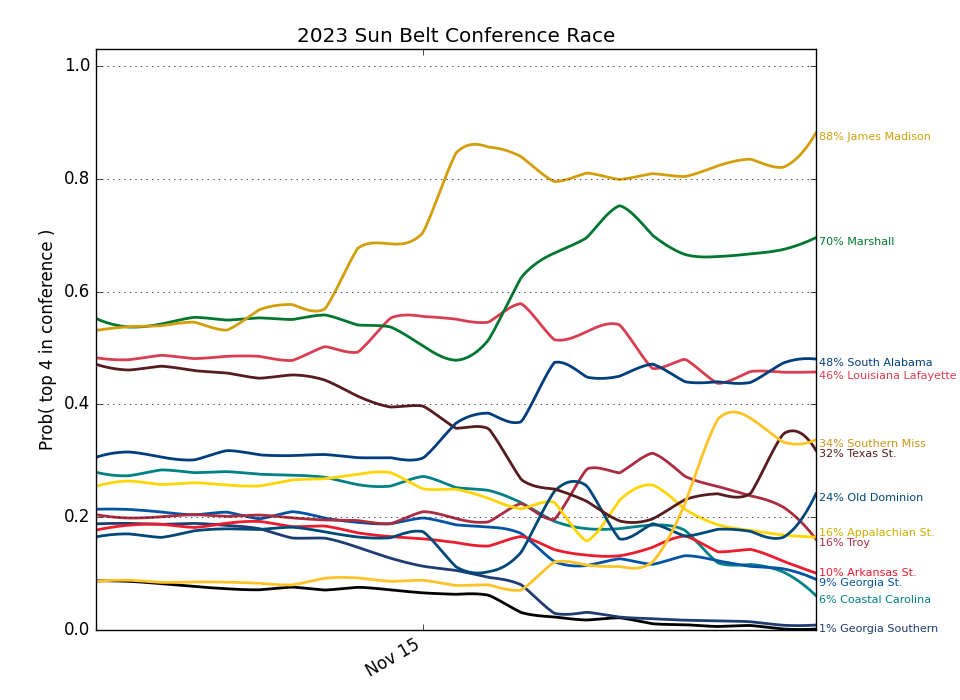 2023 Sun Belt Conference Race
1.0
0.8
0.6
0.4
0.2
0.0
Prob( top 4 in conference )
Nov 15
88% James Madison
70% Marshall
48% South Alabama
46% Louisiana Lafayette
34% Southern Miss
32% Texas St.
24% Old Dominion
16% Appalachian St.
16% Troy
10% Arkansas St.
9% Georgia St.
6% Coastal Carolina
1% Georgia Southern